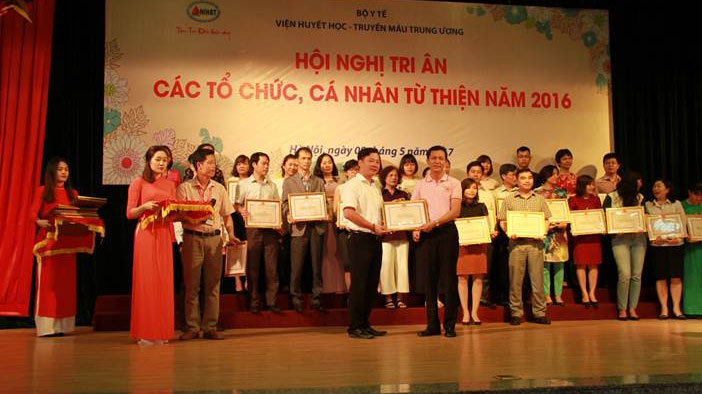 NIHBT
BỘ Y TẾ
VIỆN HUYẾT HỌC - TRUYỀN MÁU TRUNG ƯƠNG
HỘI NGHỊ TRI ÂN
CÁC TỔ CHỨC, CÁ NHÂN TỪ THIỆN NĂM 2016
Hà Nội, ngày tháng 5 năm